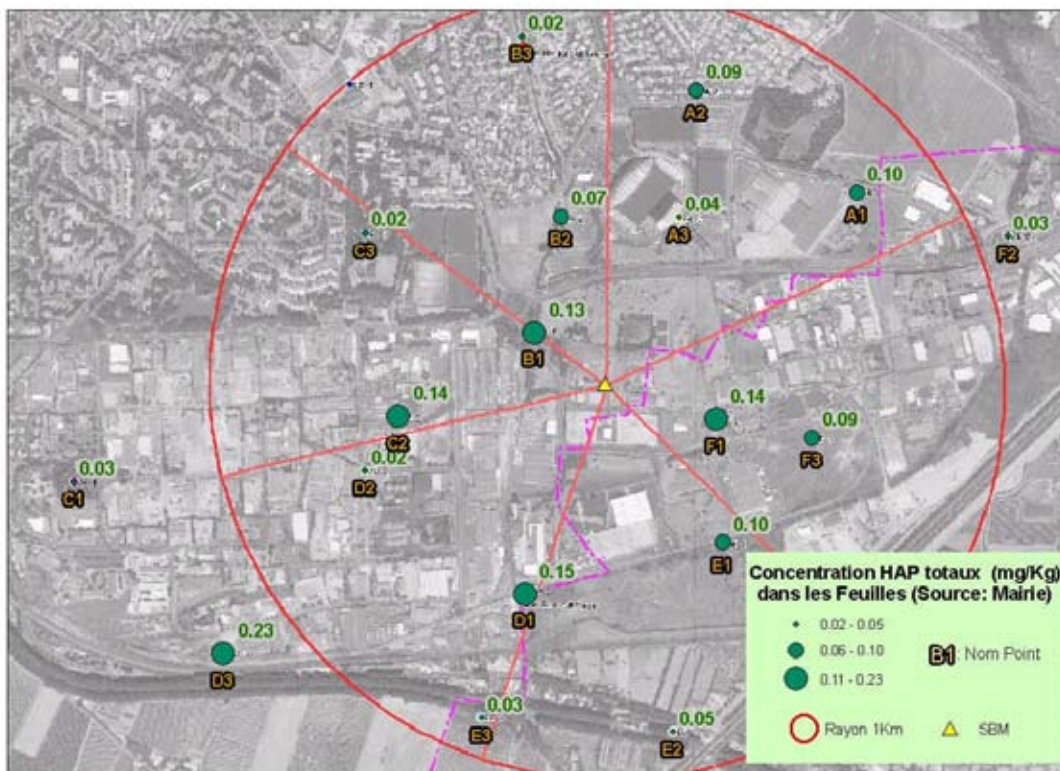 0.02
B3
0.09
A2
0.10
A1
0.07
B2
0.04
A3
0.03
F2
0.02
C3
0.13
B1
0.14
C2
0.14
F1
0.09
F3
0.02
D2
0.03
C1
0.10
E1
0.15
D1
0.23
D3
0.03
E3
0.05
E2
Concentration HAP totaux (mg/Kg)
dans les Feuilles (Source: Mairie)
0.02 - 0.05
0.06 - 0.10
0.11 - 0.23
B1 : Nom Point
Rayon 1Km
SBM